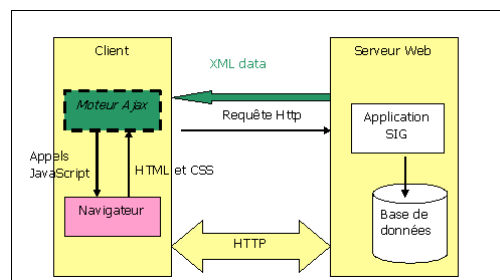 Client
Serveur Web
XML data
Moteur Ajax
Requête Http
Application
SIG
Appels
JavaScript
HTML et CSS
Navigateur
Base de
données
HTTP